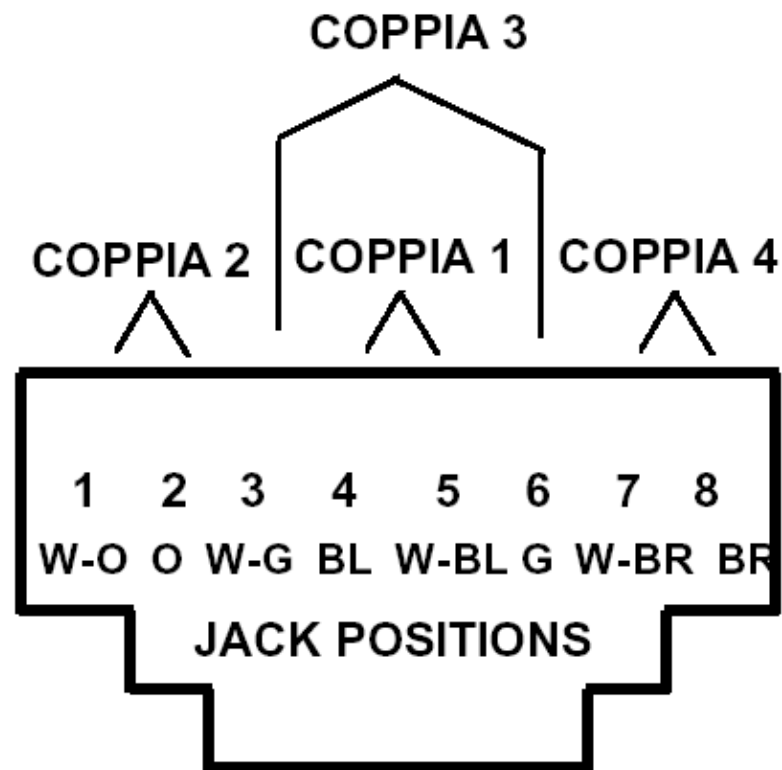 COPPIA 3
COPPIA 2 COPPIA 1 COPPIA 4
1 2 3 4 5 6 7 8
W-O O W-G BL W-BL G W-BR BR
JACK POSITIONS